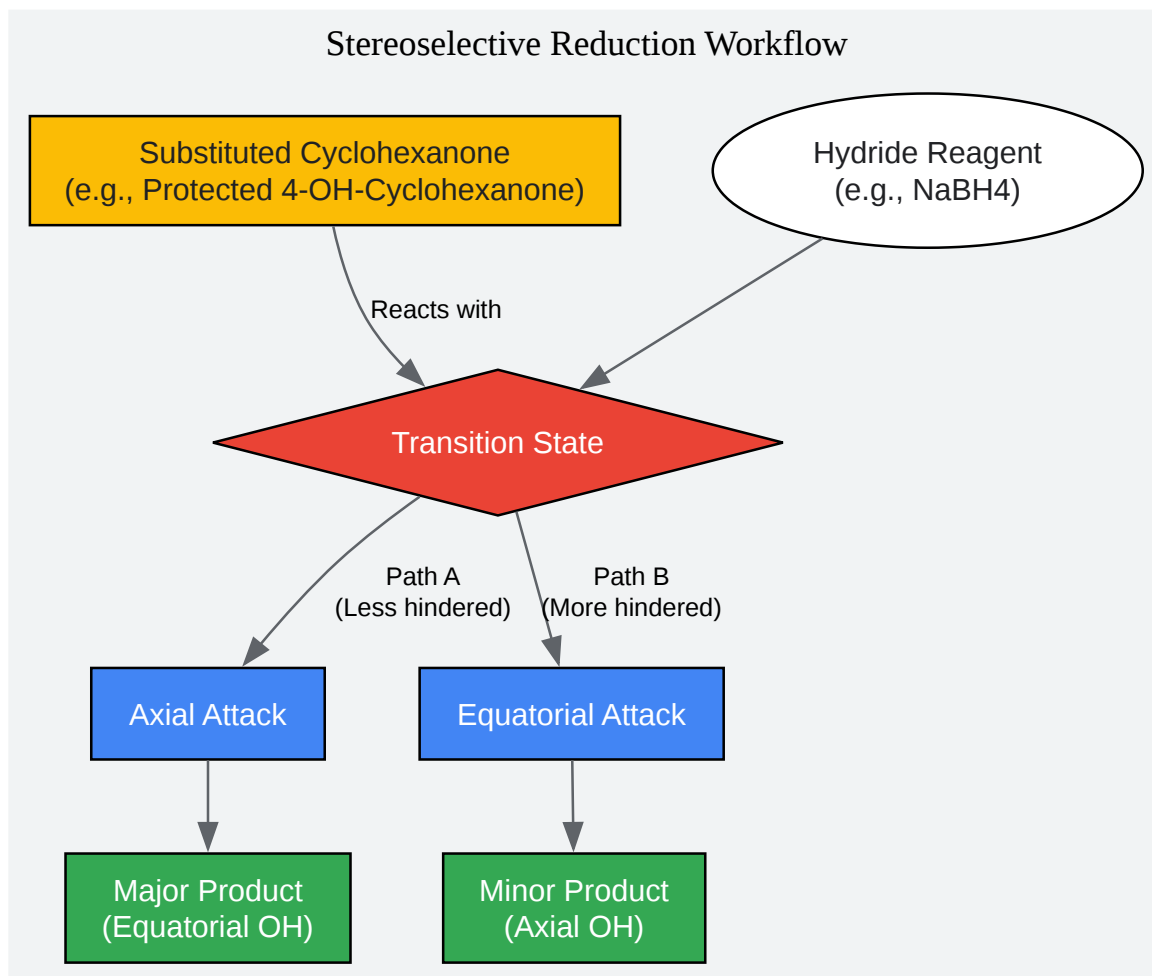 Stereoselective Reduction Workflow
Substituted Cyclohexanone
(e.g., Protected 4-OH-Cyclohexanone)
Hydride Reagent
(e.g., NaBH4)
Reacts with
Transition State
Path A
(Less hindered)
Path B
(More hindered)
Axial Attack
Equatorial Attack
Major Product
(Equatorial OH)
Minor Product
(Axial OH)